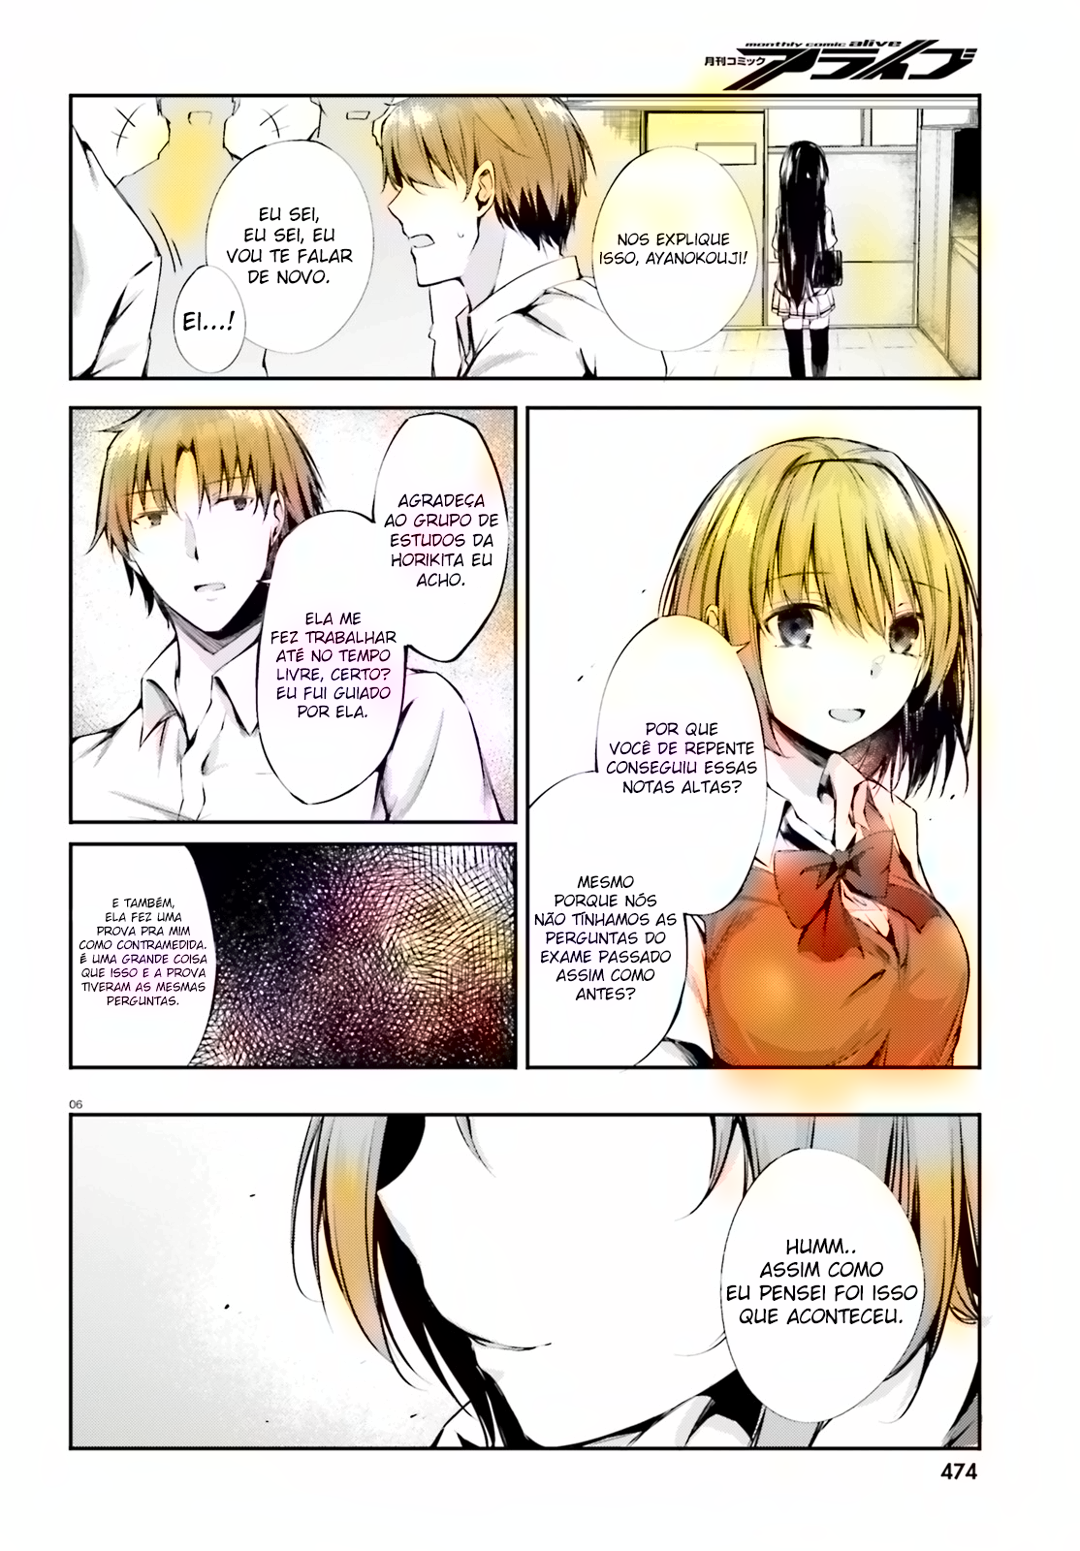 monthly comic alive
月刊コミック アライブ
NOS EXPLIQUE
ISSO, AYANOKOUJI!
EU SEI,
EU SEI, EU
VOU TE FALAR
DE NOVO.
EI...!
POR QUE
VOCÊ DE REPENTE
CONSEGUIU ESSAS
NOTAS ALTAS?
MESMO
PORQUE NÓS
NÃO TÍNHAMOS AS
PERGUNTAS DO
EXAME PASSADO
ASSIM COMO
ANTES?
AGRADEÇA
AO GRUPO DE
ESTUDOS DA
HORIKITA EU
ACHO.
ELA ME
FEZ TRABALHAR
ATÉ NO TEMPO
LIVRE, CERTO?
EU FUI GUIADO
POR ELA.
E TAMBÉM,
ELA FEZ UMA
PROVA PRA MIM
COMO CONTRAMEDIDA.
É UMA GRANDE COISA
QUE ISSO E A PROVA
TIVERAM AS MESMAS
PERGUNTAS.
06
HUMM..
ASSIM COMO
EU PENSEI FOI ISSO
QUE ACONTECEU.
474